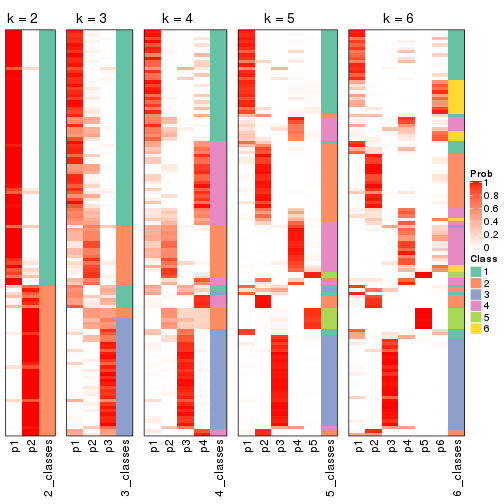 k = 2
k = 3
k = 4
k = 5
k = 6
p1
p2
2_classes
p1
p2
p3
3_classes
p1
p2
p3
p4
4_classes
p1
p2
p3
p4
p5
5_classes
p1
p2
p3
p4
p5
p6
6_classes
Prob
1
0.8
0.6
0.4
0.2
0
Class
1
2
3
4
5
6